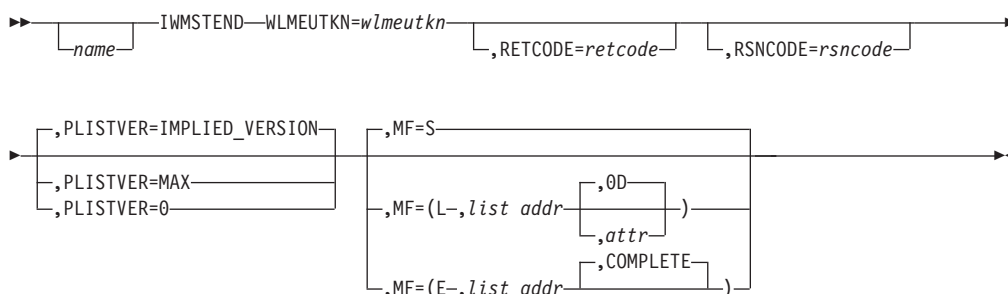 IWMSTEND WLMEUTKN=wlmeutkn
name ,RETCODE=retcode ,RSNCODE=rsncode
,PLISTVER=IMPLIED_VERSION ,MF=S
,PLISTVER=MAX ,0D
,PLISTVER=0 ,MF=(L ,list addr )
,attr
,COMPLETE
,MF=(E ,list addr )